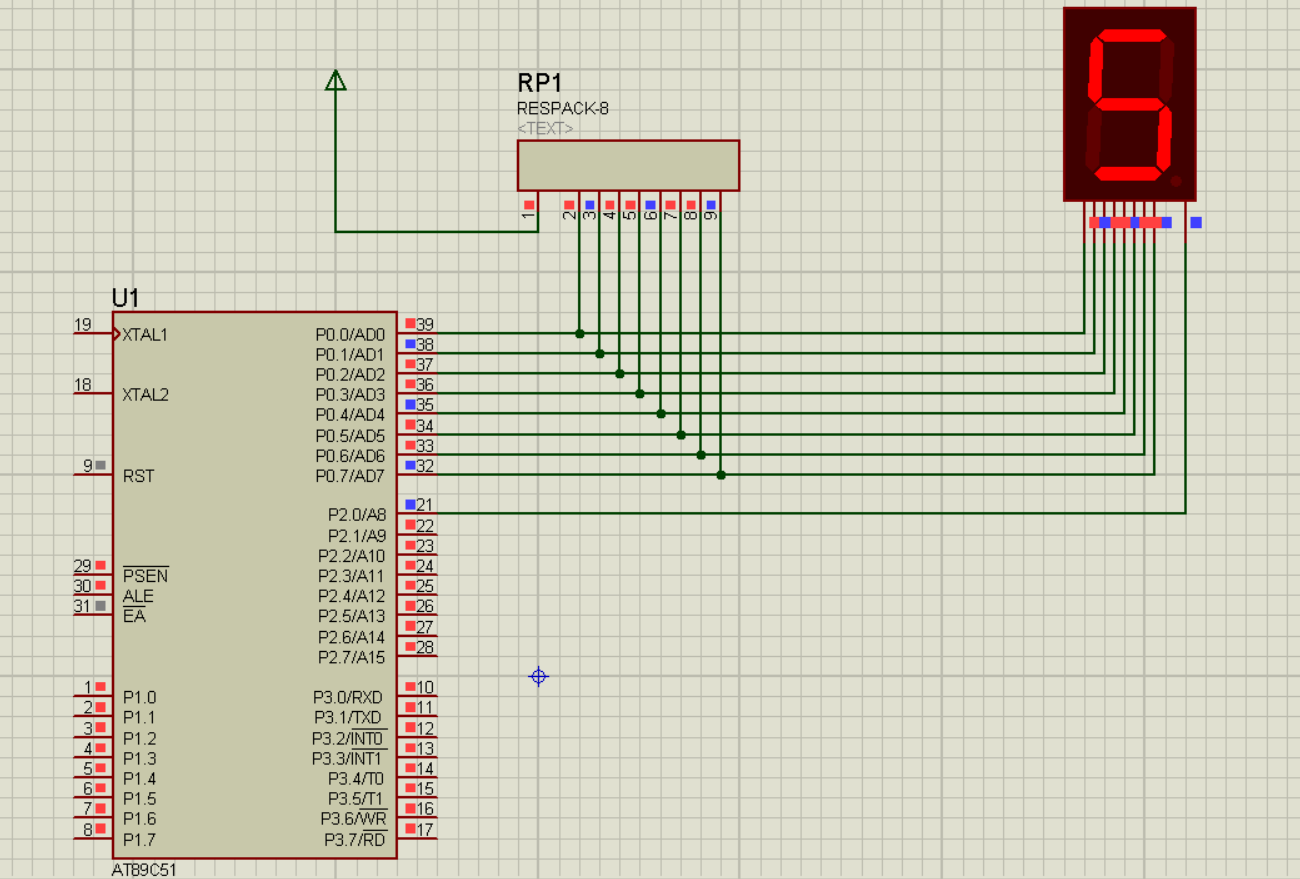 RP1
RESPACK-8
<TEXT>
1 2 3 4 5 6 7 8 9
5
U1
19 XTAL1
18 XTAL2
9 RST
29 PSEN
30 ALE
31 EA
1 P1.0
2 P1.1
3 P1.2
4 P1.3
5 P1.4
6 P1.5
7 P1.6
8 P1.7
P0.0/AD0 39
P0.1/AD1 38
P0.2/AD2 37
P0.3/AD3 36
P0.4/AD4 35
P0.5/AD5 34
P0.6/AD6 33
P0.7/AD7 32
P2.0/A8 21
P2.1/A9 22
P2.2/A10 23
P2.3/A11 24
P2.4/A12 25
P2.5/A13 26
P2.6/A14 27
P2.7/A15 28
P3.0/RXD 10
P3.1/TXD 11
P3.2/INT0 12
P3.3/INT1 13
P3.4/T0 14
P3.5/T1 15
P3.6/WR 16
P3.7/RD 17
AT89C51